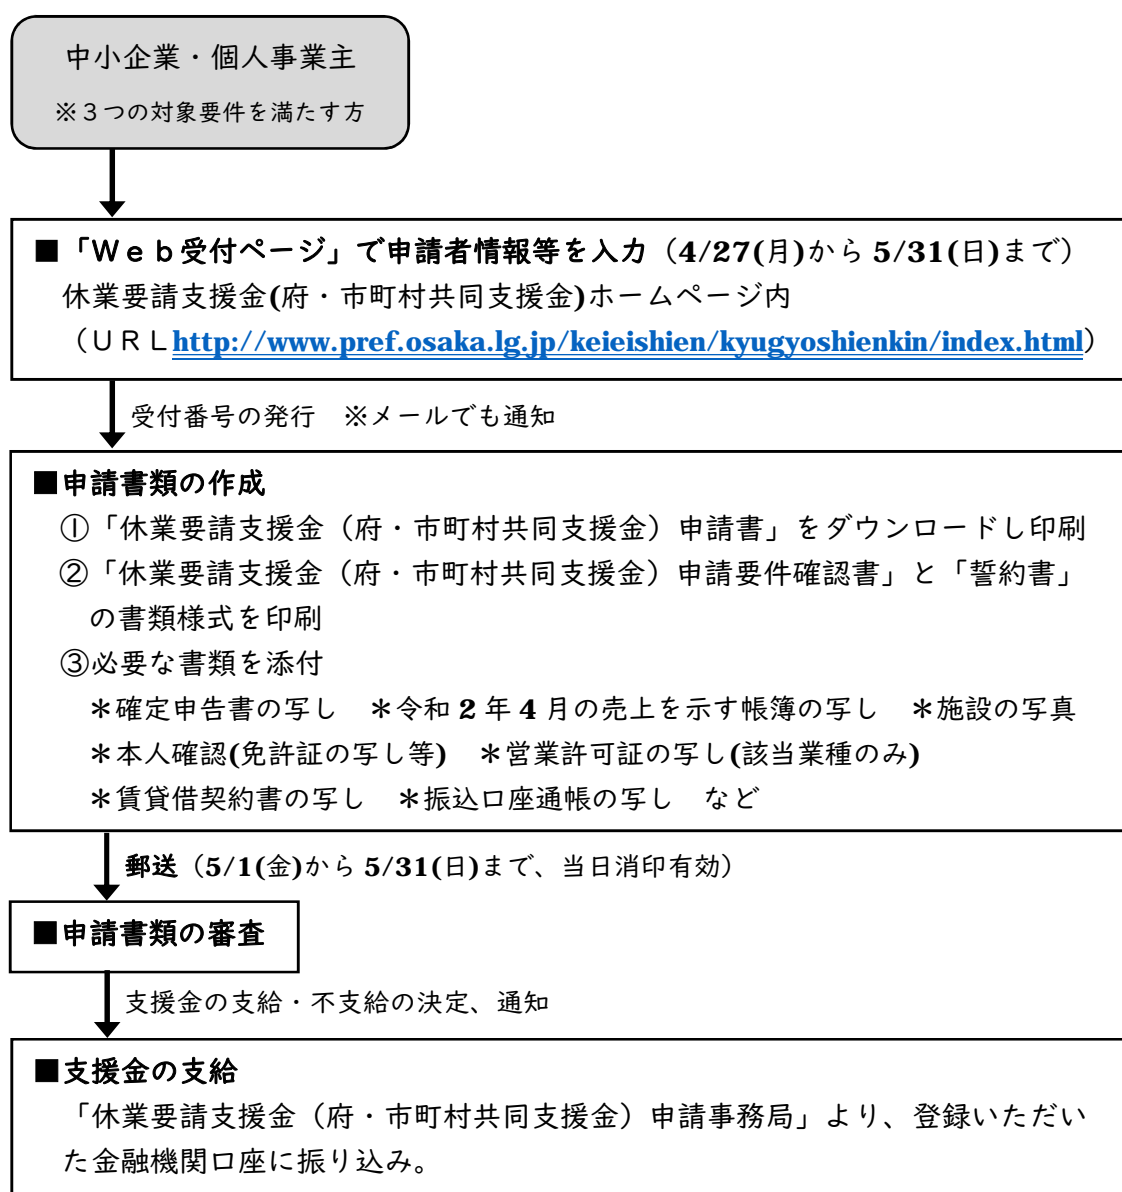 中小企業・個人事業主
※３つの対象要件を満たす方
■「Ｗｅｂ受付ページ」で申請者情報等を入力（4/27(月)から 5/31(日)まで）
休業要請支援金(府・市町村共同支援金)ホームページ内
（ＵＲＬhttp://www.pref.osaka.lg.jp/keieishien/kyugyoshienkin/index.html）
受付番号の発行　※メールでも通知
■申請書類の作成
①「休業要請支援金（府・市町村共同支援金）申請書」をダウンロードし印刷
②「休業要請支援金（府・市町村共同支援金）申請要件確認書」と「誓約書」
の書類様式を印刷
③必要な書類を添付
＊確定申告書の写し　＊令和 2 年 4 月の売上を示す帳簿の写し　＊施設の写真
＊本人確認(免許証の写し等)　＊営業許可証の写し(該当業種のみ)
＊賃貸借契約書の写し　＊振込口座通帳の写し　など
郵送（5/1(金)から 5/31(日)まで、当日消印有効）
■申請書類の審査
支援金の支給・不支給の決定、通知
■支援金の支給
「休業要請支援金（府・市町村共同支援金）申請事務局」より、登録いただい
た金融機関口座に振り込み。